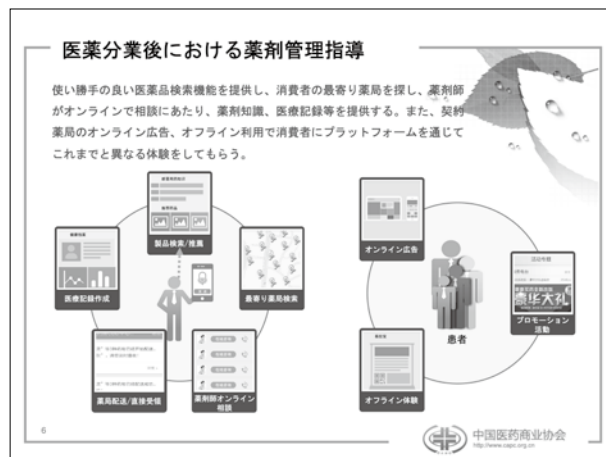 医薬分業後における薬剤管理指導
使い勝手の良い医薬品検索機能を提供し、消費者の最寄り薬局を探し、薬剤師
がオンラインで相談にあたり、薬剤知識、医療記録等を提供する。また、契約
薬局のオンライン広告、オフライン利用で消費者にプラットフォームを通じて
これまでと異なる体験をしてもらう。
製品検索/推薦
医療記録作成
最寄り薬局検索
薬局配送/直接受領
薬剤師オンライン
相談
オンライン広告
豪华大礼
プロモーション
活動
患者
オフライン体験
6
中国医药商业协会
http://www.capc.org.cn